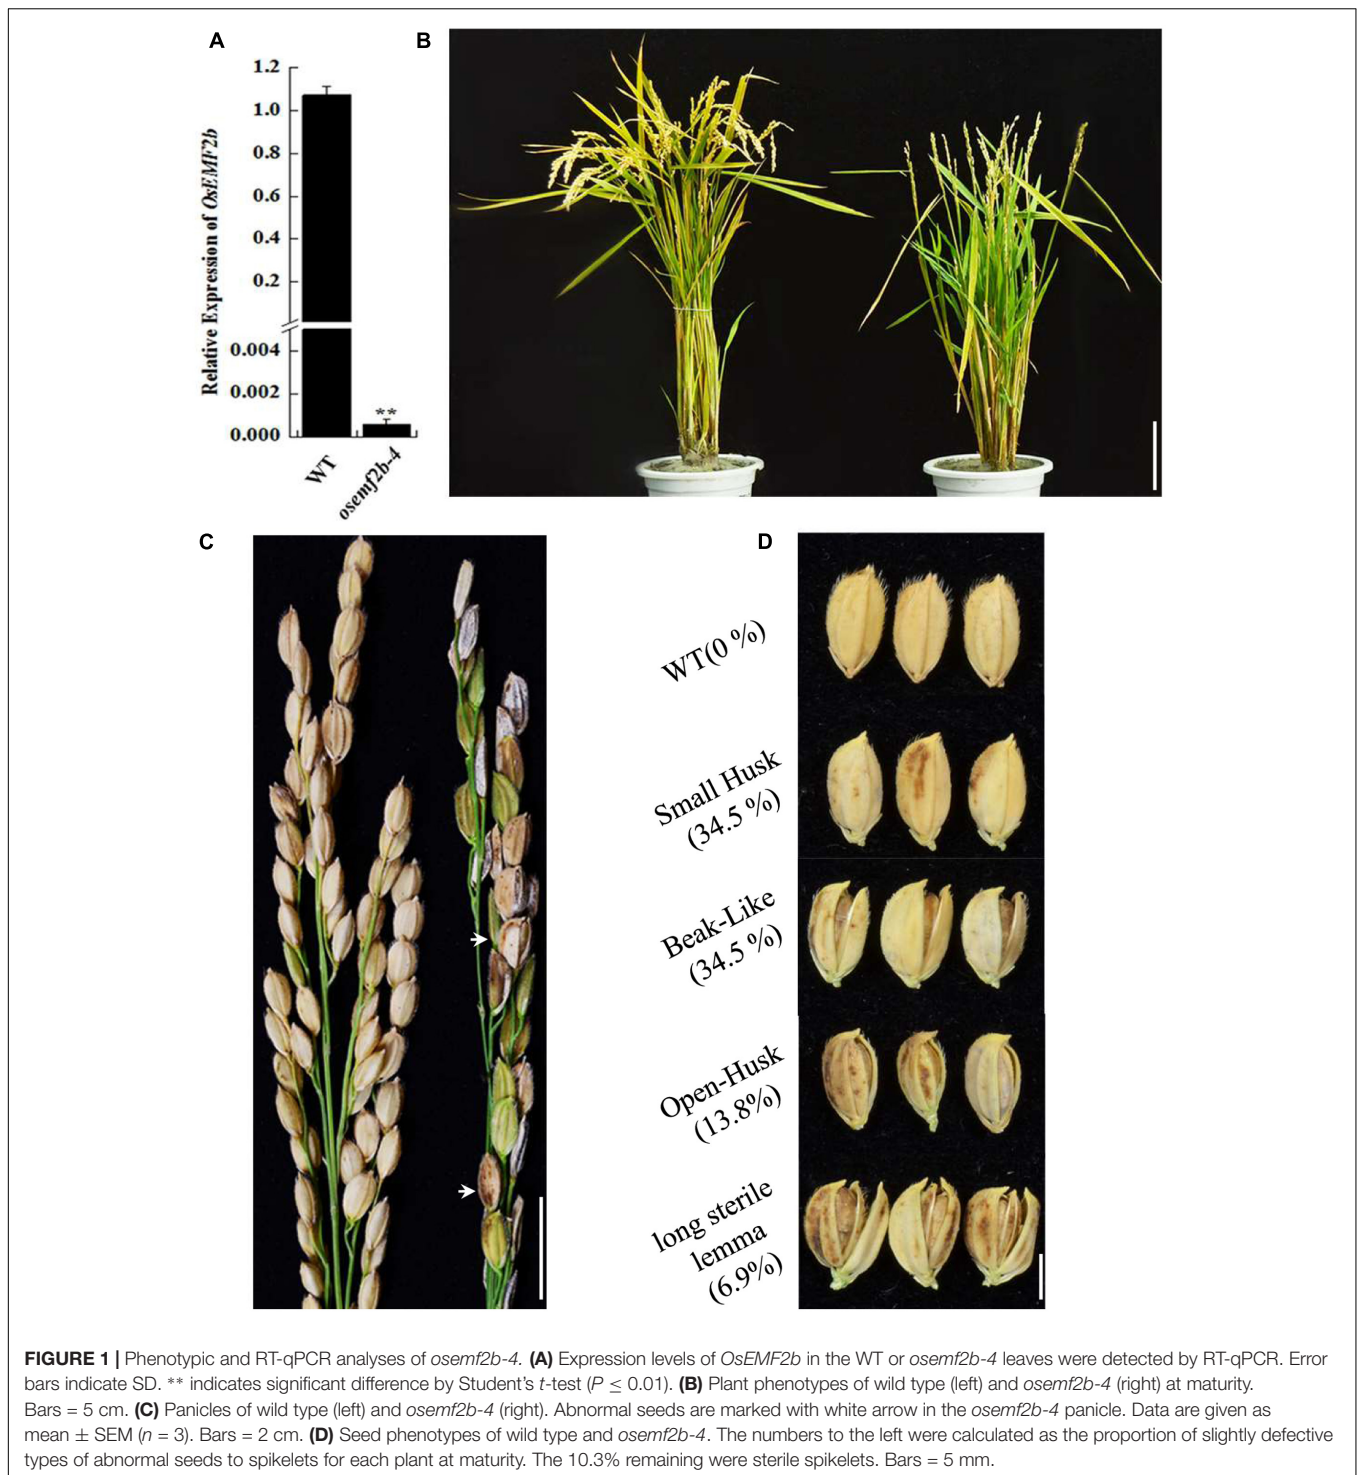 A
B
1.2
1.0
0.8
0.6
0.4
0.2
0.004
0.002
0.000
Relative Expression of OsEMF2b
**
WT
osemf2b-4
C
D
WT(0 %)
Small Husk
(34.5 %)
Beak-Like
(34.5 %)
Open-Husk
(13.8%)
long sterile
lemma
(6.9%)
FIGURE 1 | Phenotypic and RT-qPCR analyses of osemf2b-4. (A) Expression levels of OsEMF2b in the WT or osemf2b-4 leaves were detected by RT-qPCR. Error
bars indicate SD. ** indicates significant difference by Student's t-test (P ≤ 0.01). (B) Plant phenotypes of wild type (left) and osemf2b-4 (right) at maturity.
Bars = 5 cm. (C) Panicles of wild type (left) and osemf2b-4 (right). Abnormal seeds are marked with white arrow in the osemf2b-4 panicle. Data are given as
mean ± SEM (n = 3). Bars = 2 cm. (D) Seed phenotypes of wild type and osemf2b-4. The numbers to the left were calculated as the proportion of slightly defective
types of abnormal seeds to spikelets for each plant at maturity. The 10.3% remaining were sterile spikelets. Bars = 5 mm.